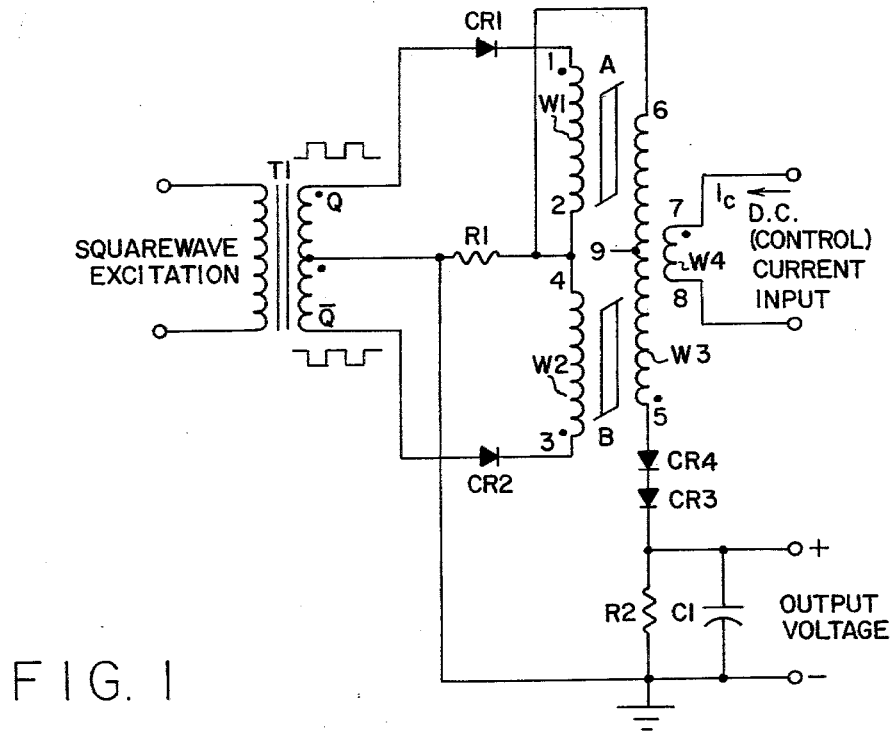 CR1
1
A
W1
6
T1
Q
2
7
Ic
D.C.
(CONTROL)
CURRENT
INPUT
SQUAREWAVE
EXCITATION
R1
9
W4
4
8
Q̅
W2
W3
3
B
5
CR2
CR4
CR3
+
R2
C1
OUTPUT
VOLTAGE
−
FIG. 1